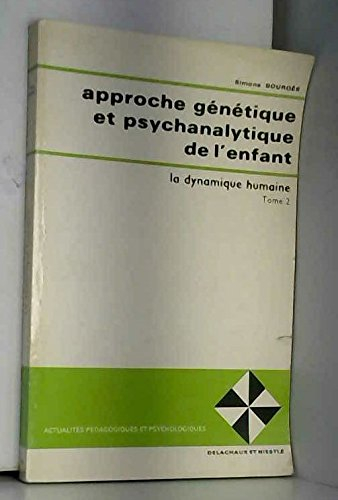 Simone BOURGÈS
approche génétique
et psychanalytique
de l'enfant
la dynamique humaine
Tome 2
ACTUALITÉS PÉDAGOGIQUES ET PSYCHOLOGIQUES
DELACHAUX ET NIESTLÉ